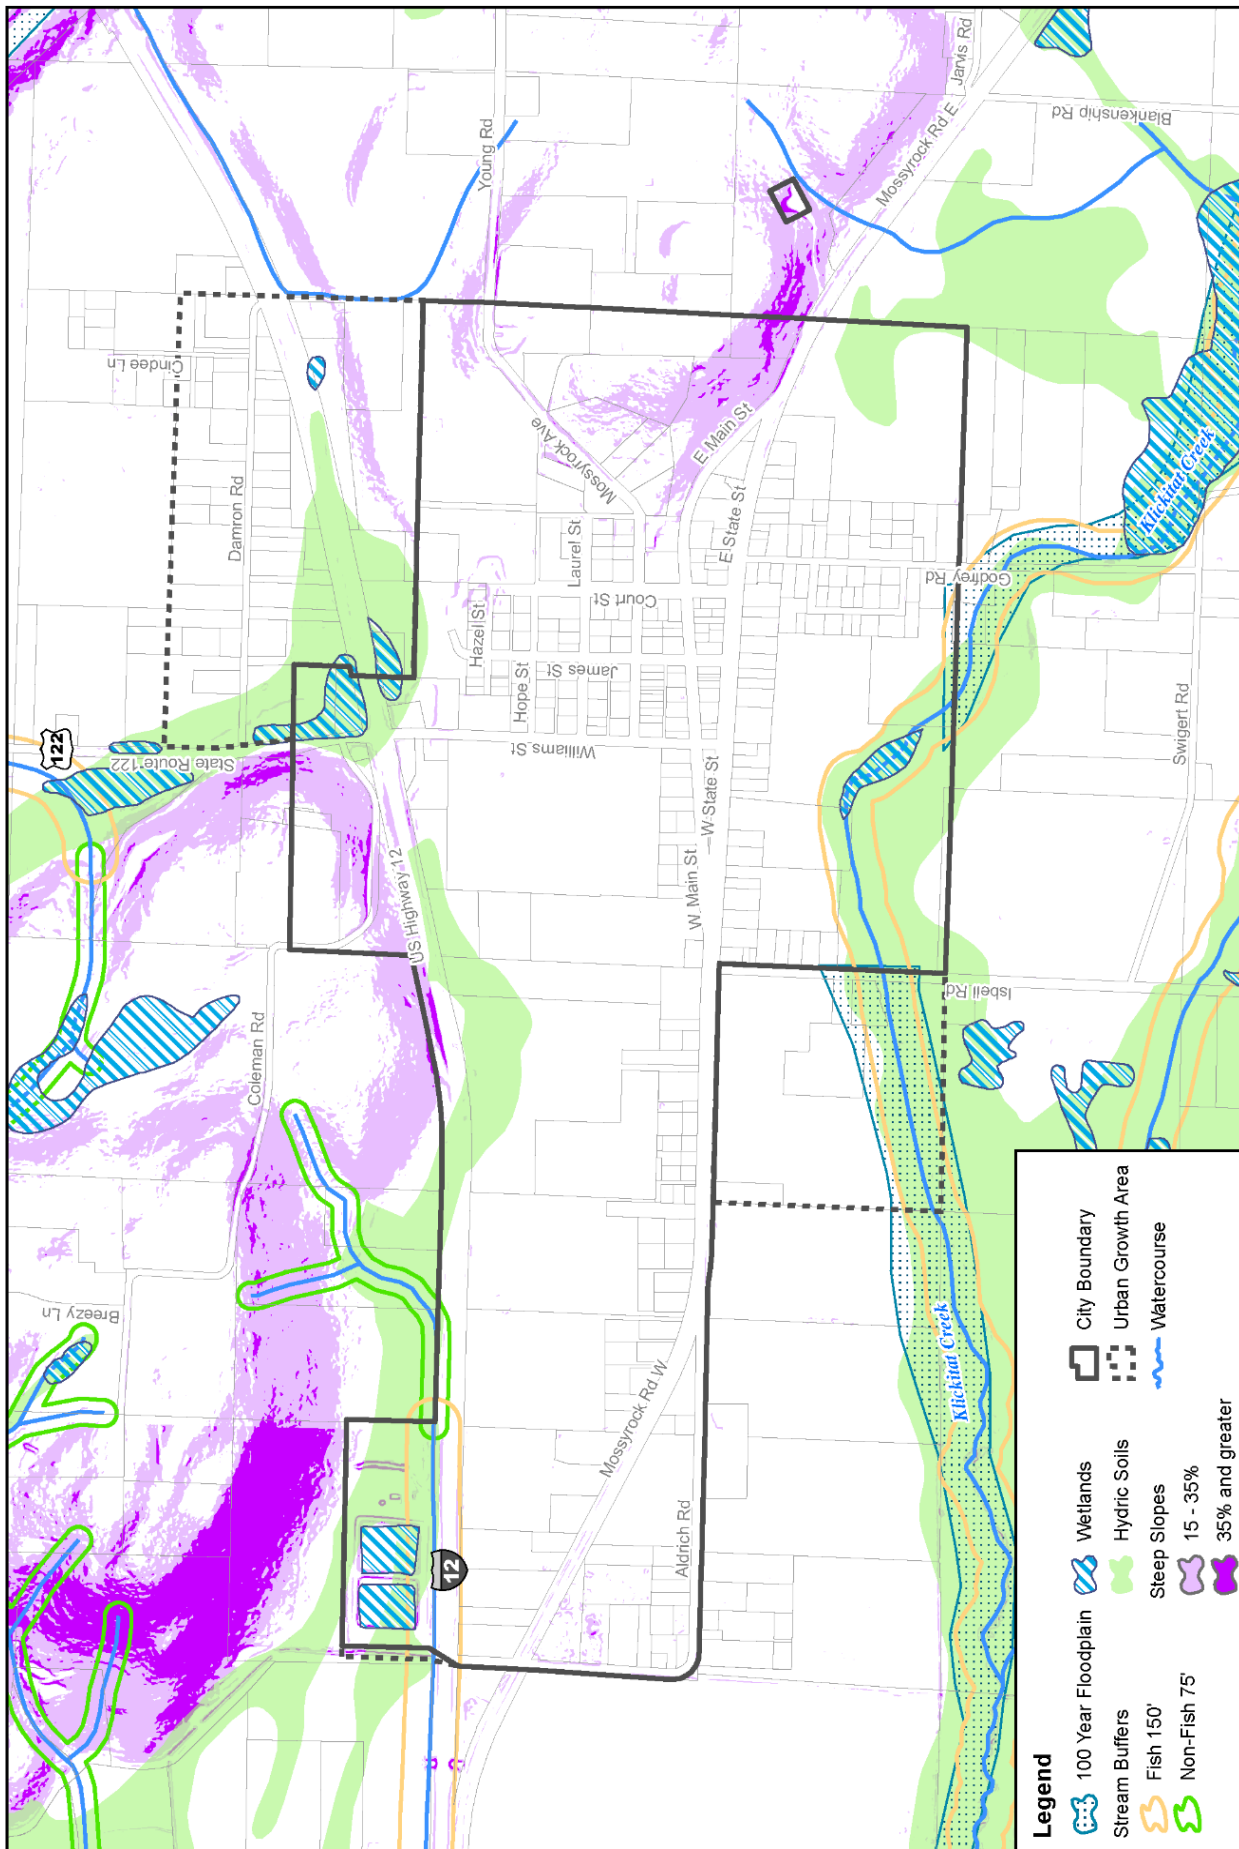 122
State Route 122
Cindee Ln
Damron Rd
Young Rd
Jarvis Rd
Mossyrock Rd E
Blankenship Rd
Mossyrock Ave
E Main St
E State St
Laurel St
Court St
Hazel St
Hope St
James St
Williams St
Godfrey Rd
Klickitat Creek
Swigert Rd
W State St
W Main St
US Highway 12
Coleman Rd
Isbell Rd
Breezy Ln
12
Mossyrock Rd W
Aldrich Rd
Klickitat Creek
Legend
100 Year Floodplain
Stream Buffers
Fish 150'
Non-Fish 75'
Wetlands
Hydric Soils
Steep Slopes
15 - 35%
35% and greater
City Boundary
Urban Growth Area
Watercourse